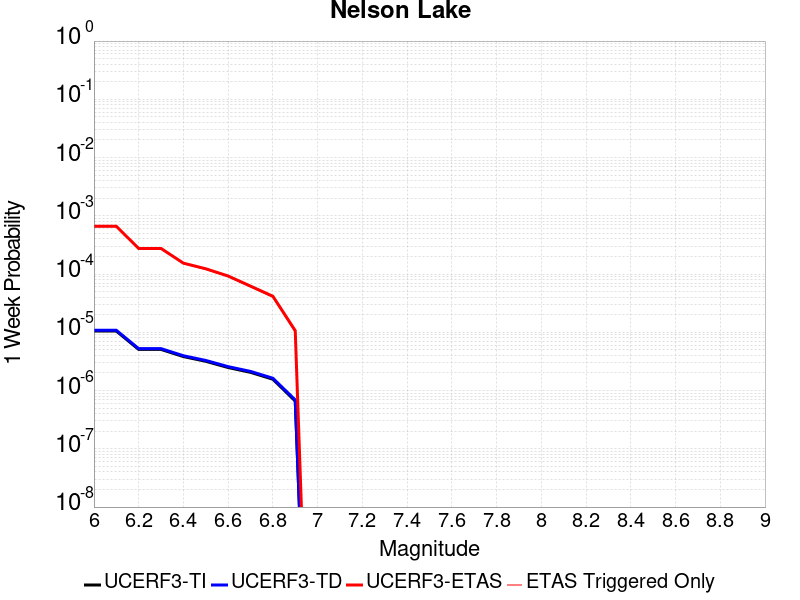 Nelson Lake
1 Week Probability
10^0
10^-1
10^-2
10^-3
10^-4
10^-5
10^-6
10^-7
10^-8
6 6.2 6.4 6.6 6.8 7 7.2 7.4 7.6 7.8 8 8.2 8.4 8.6 8.8 9
Magnitude
UCERF3-TI UCERF3-TD UCERF3-ETAS ETAS Triggered Only